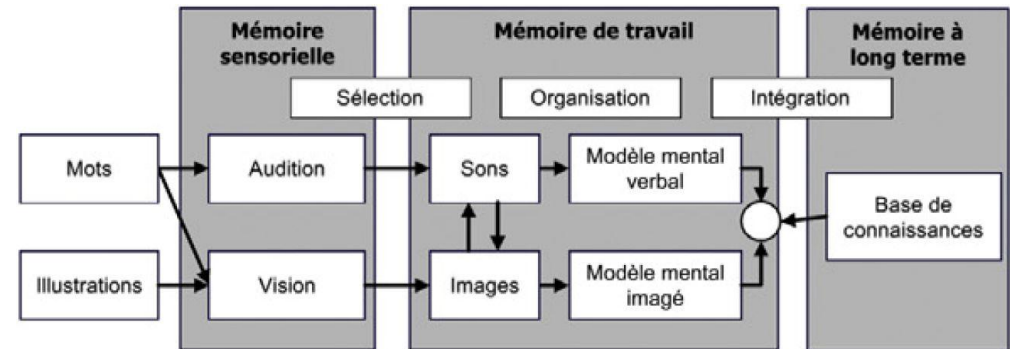 Mémoire
sensorielle
Mémoire de travail
Mémoire à
long terme
Sélection
Organisation
Intégration
Mots
Audition
Sons
Modèle mental
verbal
Base de
connaissances
Illustrations
Vision
Images
Modèle mental
imagé